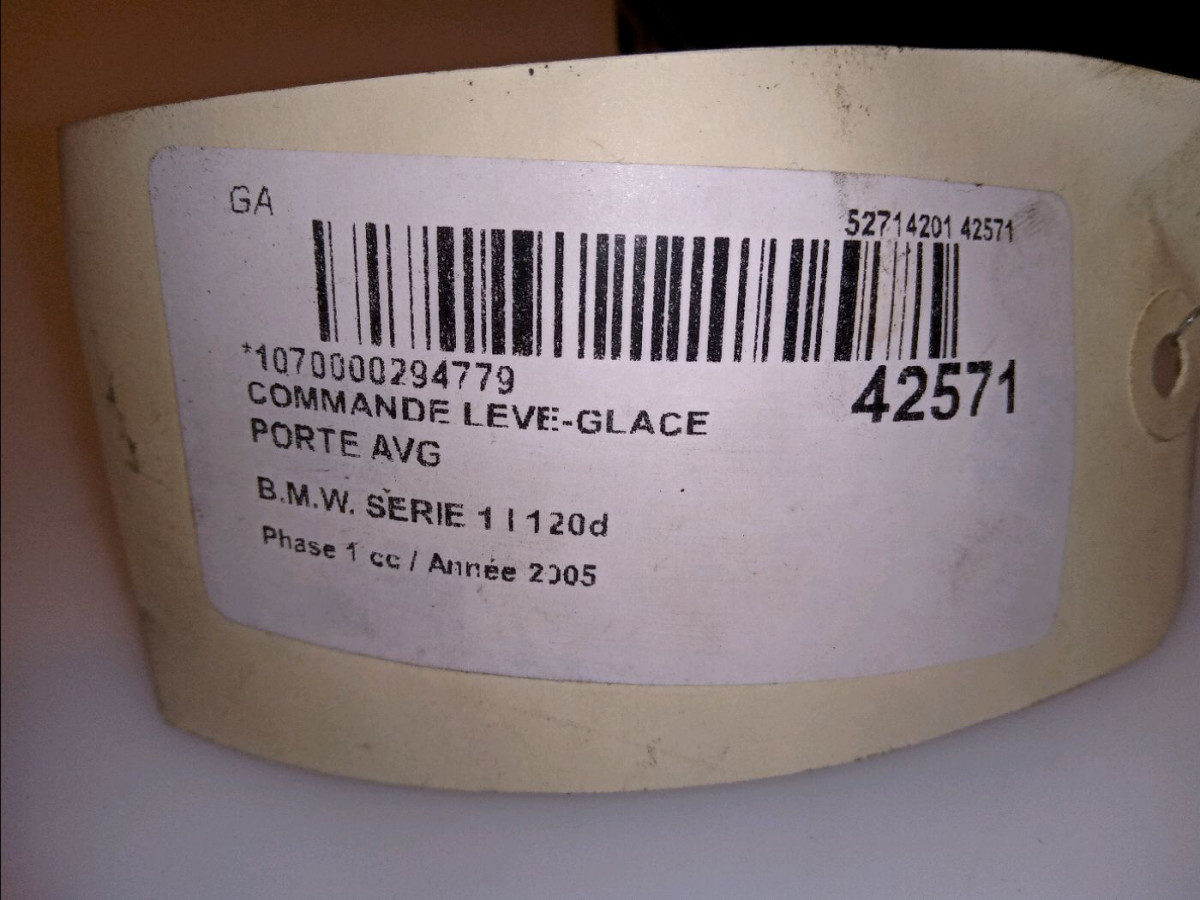 GA
52714201 42571
*1070000294779
42571
COMMANDE LEVE-GLACE
PORTE AVG
B.M.W. SERIE 1 I 120d
Phase 1 cc / Année 2005